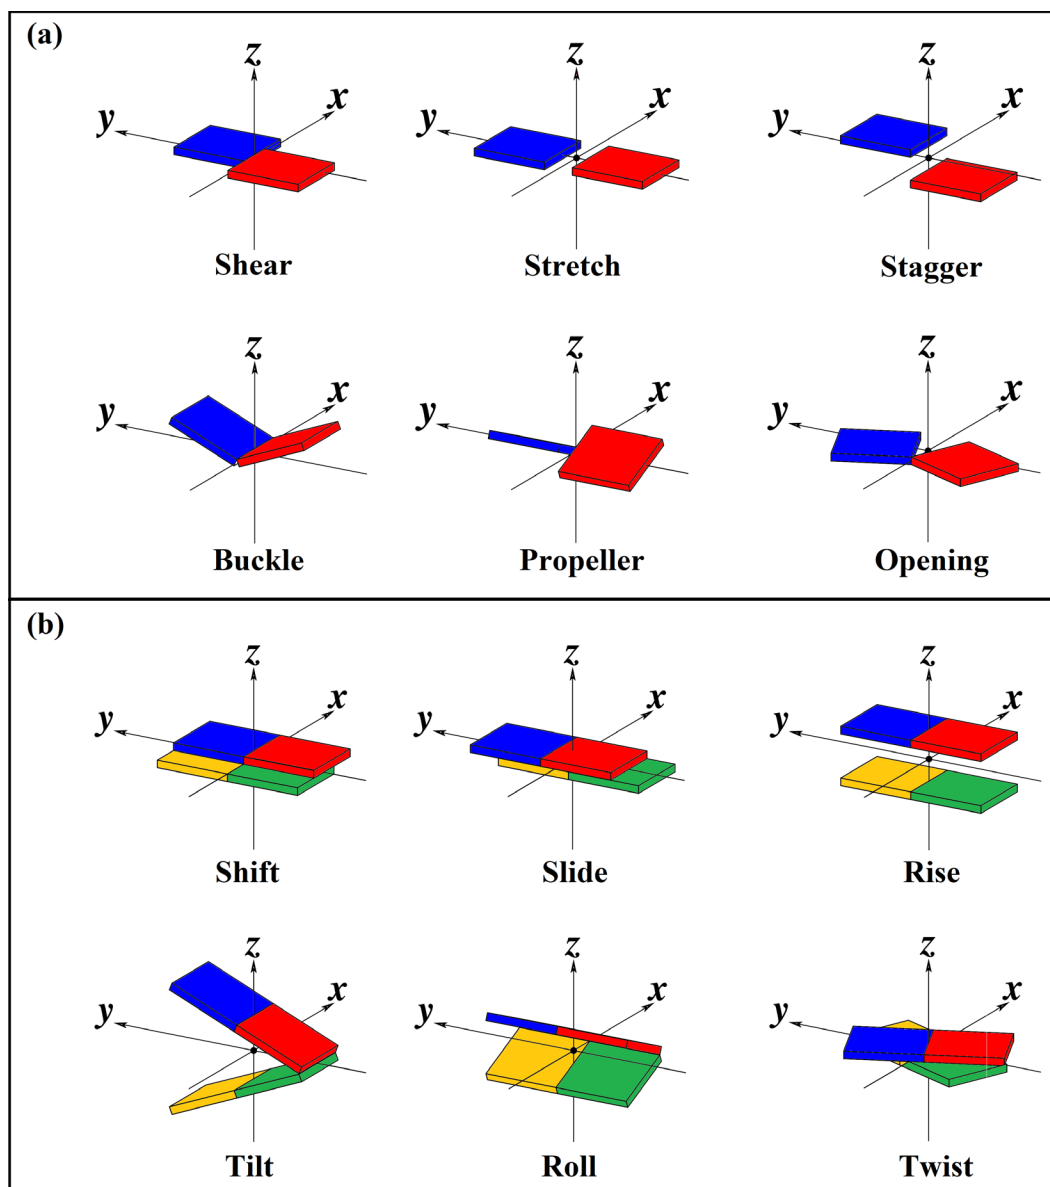 (a)
z z z
x x x
y y y
Shear Stretch Stagger
z z z
x x x
y y y
Buckle Propeller Opening
(b)
z z z
x x x
y y y
Shift Slide Rise
z z z
x x x
y y y
Tilt Roll Twist